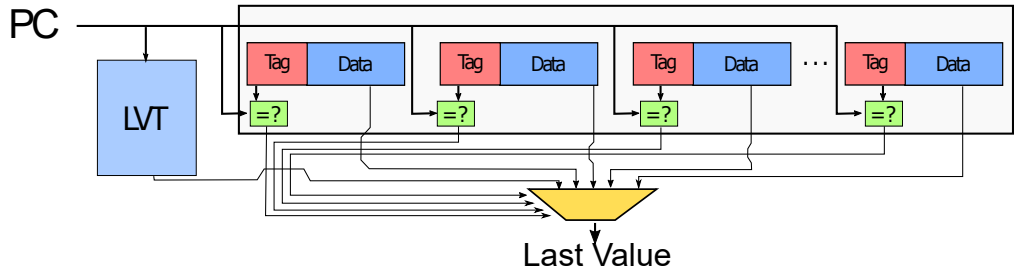 PC
Tag Data Tag Data Tag Data ... Tag Data
=? =? =? =?
LVT
Last Value